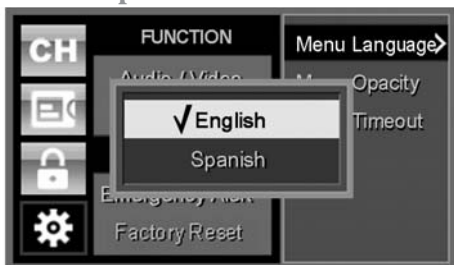 CH
FUNCTION
Menu Language
Opacity
Timeout
English
Spanish
Factory Reset